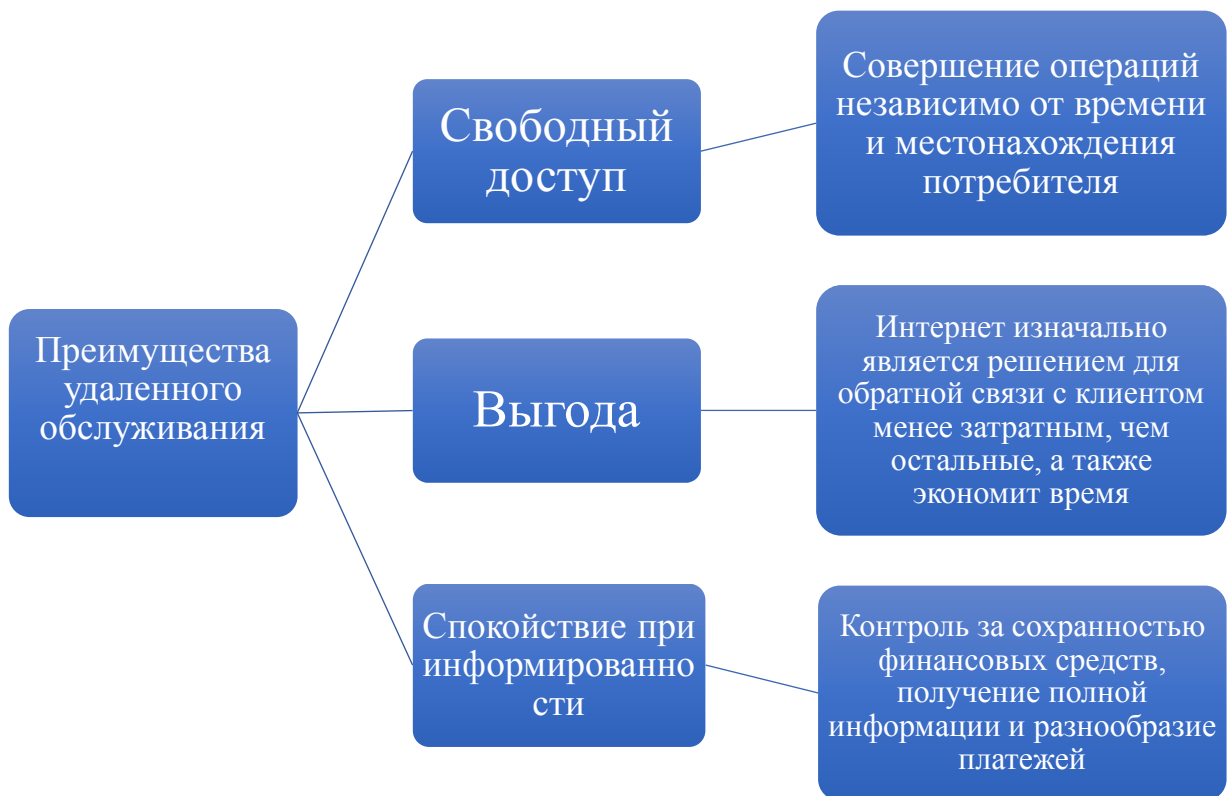 Преимущества
удаленного
обслуживания
Свободный
доступ
Совершение операций
независимо от времени
и местонахождения
потребителя
Выгода
Интернет изначально
является решением для
обратной связи с клиентом
менее затратным, чем
остальные, а также
экономит время
Спокойствие при
информированно
сти
Контроль за сохранностью
финансовых средств,
получение полной
информации и разнообразие
платежей